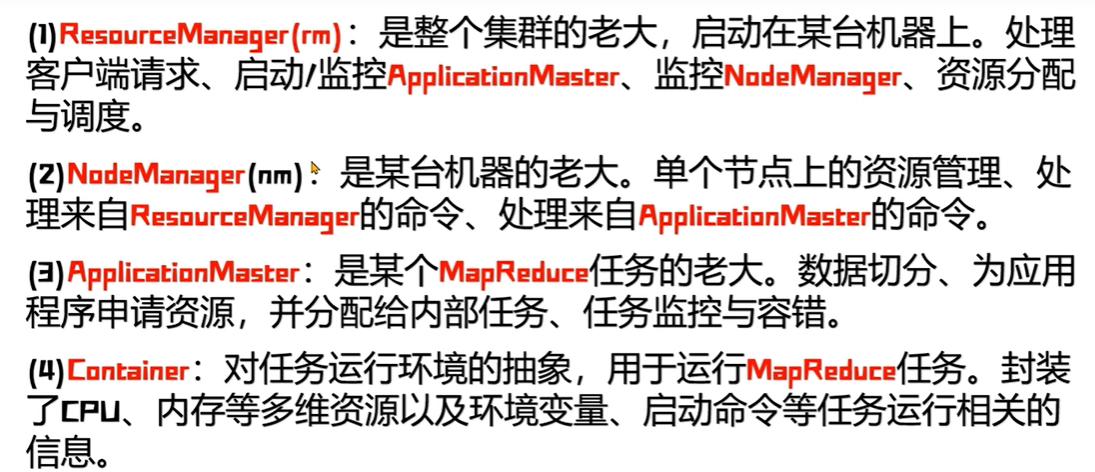 (1)ResourceManager(rm)：是整个集群的老大，启动在某台机器上。处理
客户端请求、启动/监控ApplicationMaster、监控NodeManager、资源分配
与调度。
(2)NodeManager(nm)：是某台机器的老大。单个节点上的资源管理、处
理来自ResourceManager的命令、处理来自ApplicationMaster的命令。
(3)ApplicationMaster：是某个MapReduce任务的老大。数据切分、为应用
程序申请资源，并分配给内部任务、任务监控与容错。
(4)Container：对任务运行环境的抽象，用于运行MapReduce任务。封装
了CPU、内存等多维资源以及环境变量、启动命令等任务运行相关的
信息。